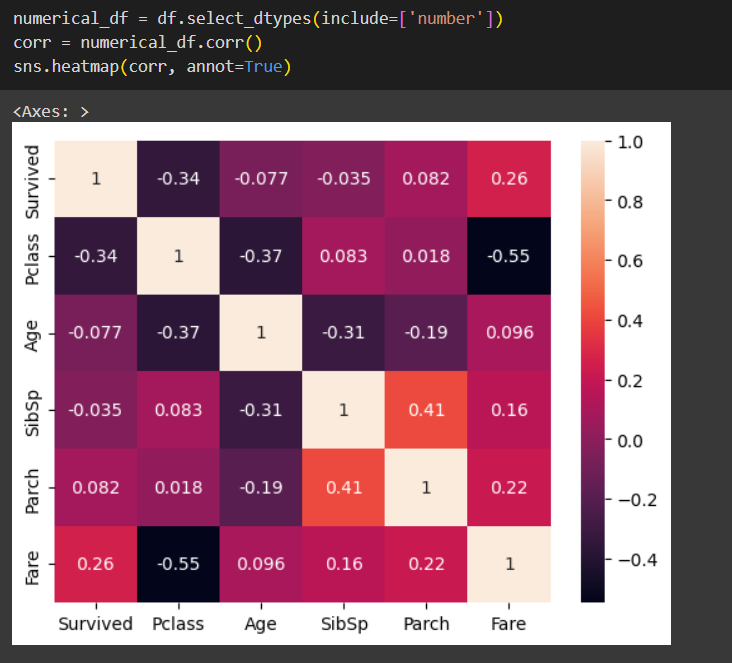 numerical_df = df.select_dtypes(include=['number'])
corr = numerical_df.corr()
sns.heatmap(corr, annot=True)
<Axes: >
Survived 1 -0.34 -0.077 -0.035 0.082 0.26
Pclass -0.34 1 -0.37 0.083 0.018 -0.55
Age -0.077 -0.37 1 -0.31 -0.19 0.096
SibSp -0.035 0.083 -0.31 1 0.41 0.16
Parch 0.082 0.018 -0.19 0.41 1 0.22
Fare 0.26 -0.55 0.096 0.16 0.22 1
Survived Pclass Age SibSp Parch Fare
1.0
0.8
0.6
0.4
0.2
0.0
−0.2
−0.4